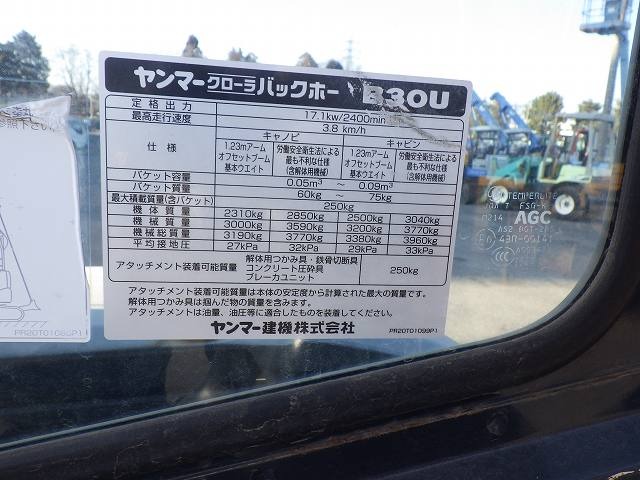 ヤンマークローラバックホー B30U
定格出力 17.1kw/2400min
最高走行速度 3.8 km/h
仕様 キャノピ キャビン
1.23mアーム オフセットブーム 基本ウエイト 労働安全衛生法による 最も不利な仕様 (含解体用機械) 1.23mアーム オフセットブーム 基本ウエイト 労働安全衛生法による 最も不利な仕様 (含解体用機械)
バケット容量 0.05m³ ～ 0.09m³
バケット質量 60kg ～ 75kg
最大積載質量(含バケット) 250kg
機体質量 2310kg 2850kg 2500kg 3040kg
機械質量 3000kg 3590kg 3200kg 3770kg
機械総質量 3190kg 3770kg 3380kg 3960kg
平均接地圧 27kPa 32kPa 29kPa 33kPa
アタッチメント装着可能質量 解体用つかみ具・鉄骨切断具 コンクリート圧砕具 ブレーカユニット 250kg
アタッチメント装着可能質量は本体の安定度から計算された最大の質量です。
解体用つかみ具は掴んだ物の質量を含みます。
アタッチメントは油量、油圧等に適合したものを装着してください。
ヤンマー建機株式会社
PR20T01099P1
TEMPERLITE
M214
AGC
43R-00141